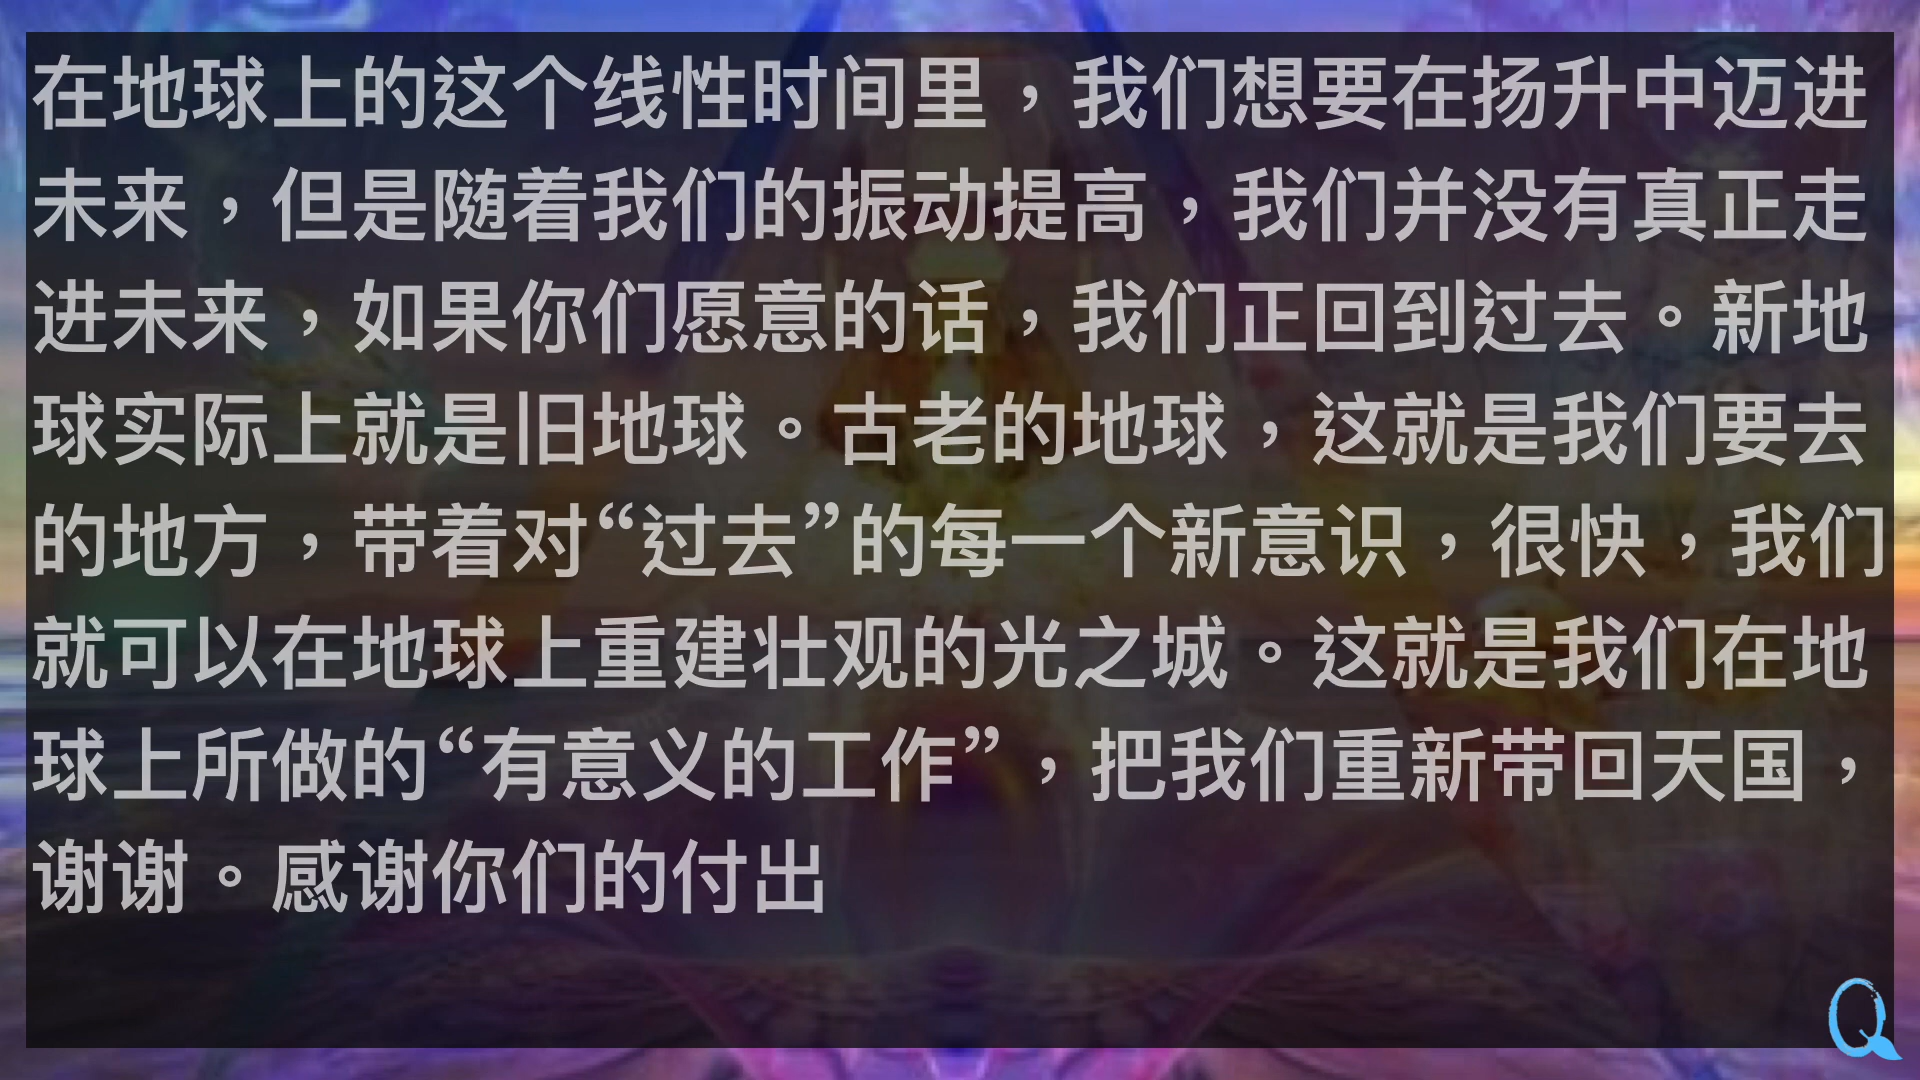 在地球上的这个线性时间里，我们想要在扬升中迈进
未来，但是随着我们的振动提高，我们并没有真正走
进未来，如果你们愿意的话，我们正回到过去。新地
球实际上就是旧地球。古老的地球，这就是我们要去
的地方，带着对“过去”的每一个新意识，很快，我们
就可以在地球上重建壮观的光之城。这就是我们在地
球上所做的“有意义的工作”，把我们重新带回天国，
谢谢。感谢你们的付出
Q